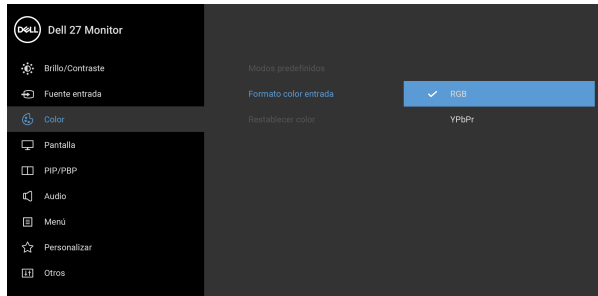 DELL Dell 27 Monitor
Brillo/Contraste
Fuente entrada
Color
Pantalla
PIP/PBP
Audio
Menú
Personalizar
Otros
Modos predefinidos
Formato color entrada
Restablecer color
RGB
YPbPr